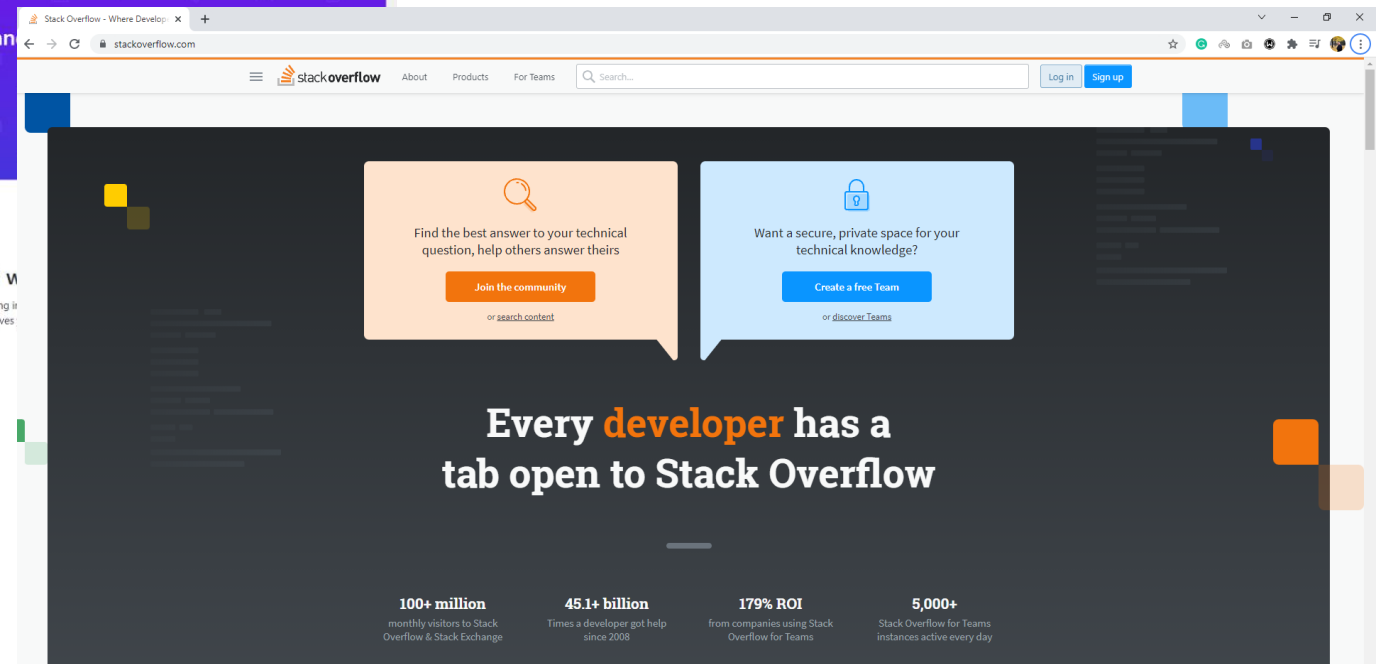 Stack Overflow - Where Develop
stackoverflow.com
stackoverflow
About
Products
For Teams
Search...
Log in
Sign up
Find the best answer to your technical
question, help others answer theirs
Join the community
or search content
Want a secure, private space for your
technical knowledge?
Create a free Team
or discover Teams
Every developer has a
tab open to Stack Overflow
100+ million
monthly visitors to Stack
Overflow & Stack Exchange
45.1+ billion
Times a developer got help
since 2008
179% ROI
from companies using Stack
Overflow for Teams
5,000+
Stack Overflow for Teams
instances active every day